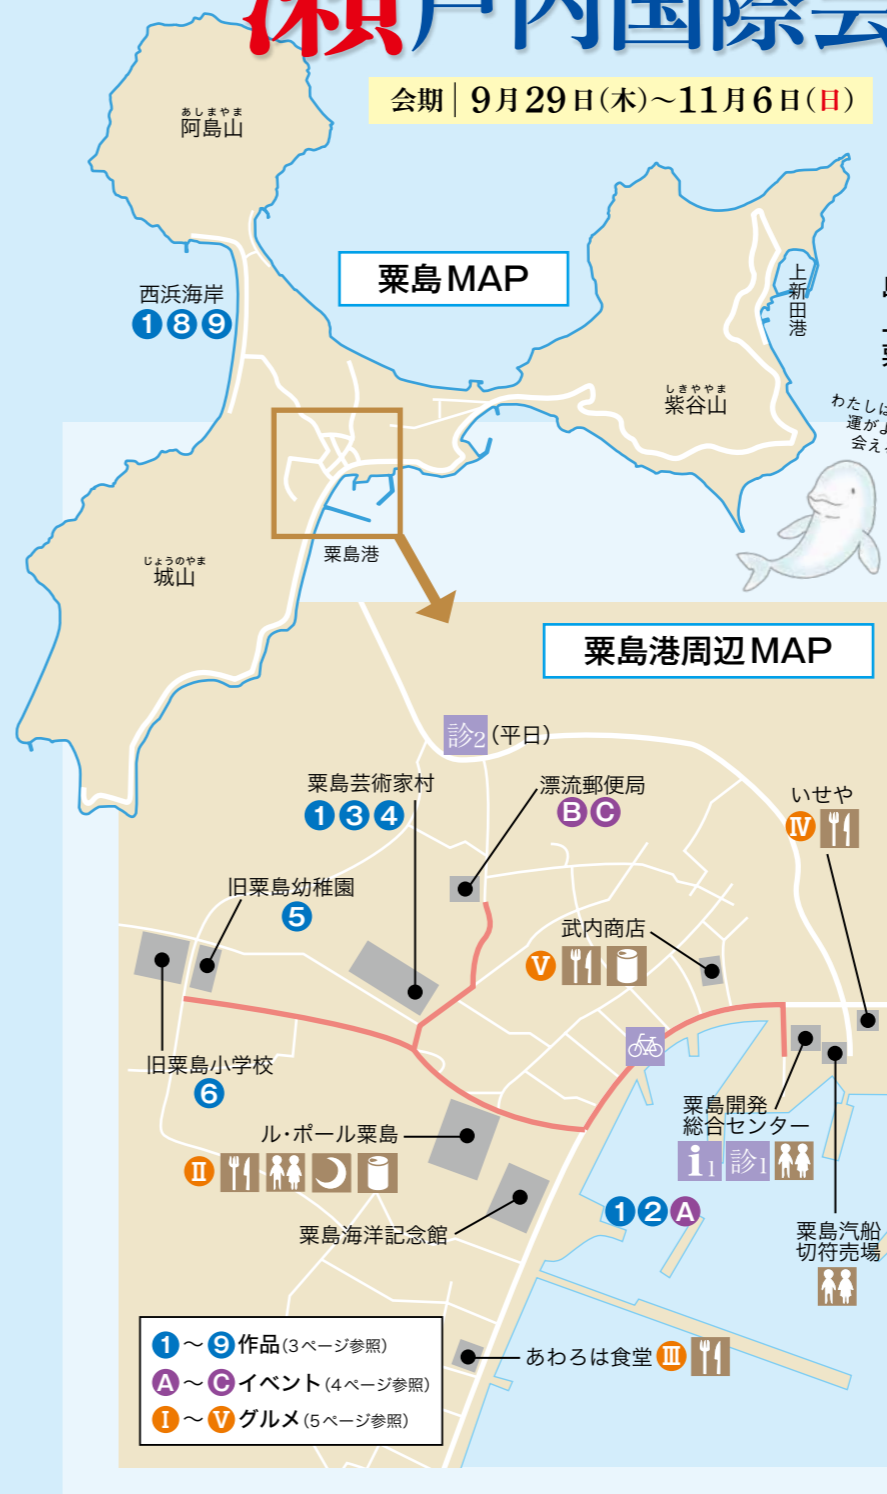 瀬戸内国際芸
会期 9月29日(木)～11月6日(日)
あしまやま
阿島山
粟島MAP
西浜海岸
1 8 9
上新田港
しきややま
紫谷山
わたしは
運がよ
会え
粟島港
じょうのやま
城山
粟島港周辺MAP
診2(平日)
粟島芸術家村
1 3 4
漂流郵便局
B C
いせや
Ⅳ
旧粟島幼稚園
5
武内商店
Ⅴ
旧粟島小学校
6
粟島開発
総合センター
i1 診1
ル・ポール粟島
Ⅱ
1 2 A
粟島海洋記念館
粟島汽船
切符売場
あわろは食堂 Ⅲ
1～9 作品(3ページ参照)
A～C イベント(4ページ参照)
Ⅰ～Ⅴ グルメ(5ページ参照)